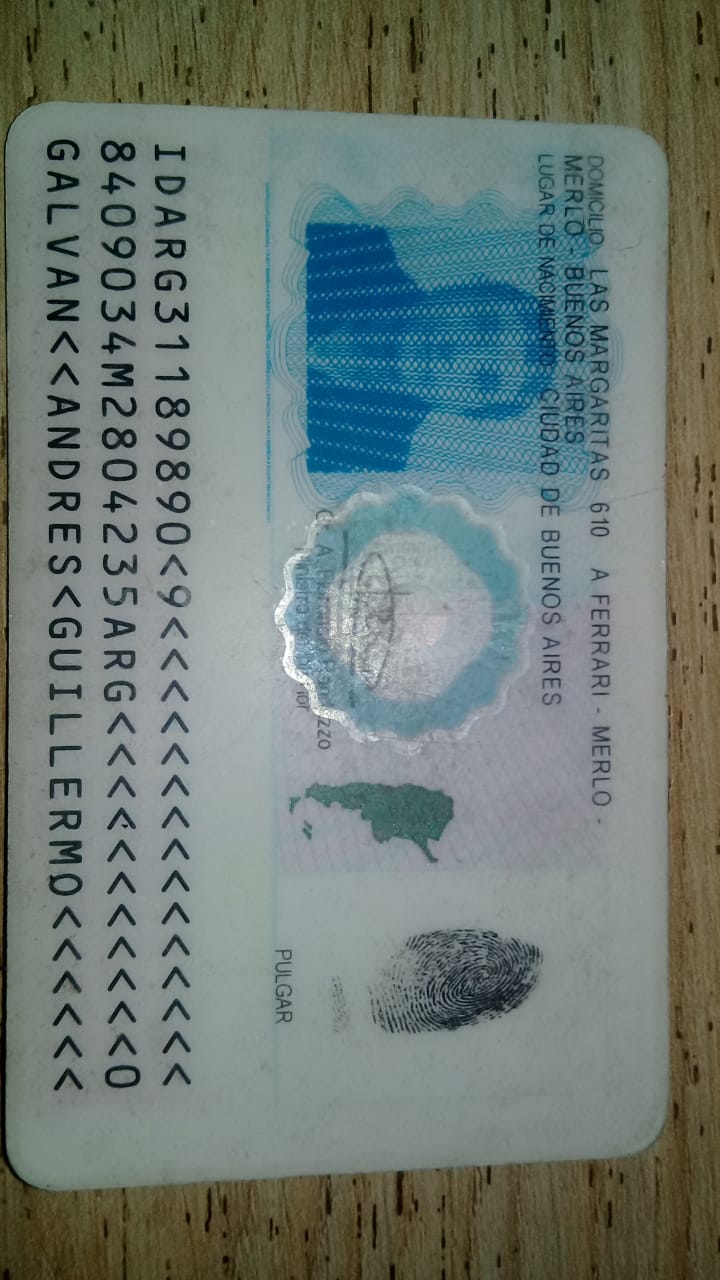 DOMICILIO: LAS MARGARITAS 610 A FERRARI - MERLO -
MERLO - BUENOS AIRES
LUGAR DE NACIMIENTO: CIUDAD DE BUENOS AIRES
PULGAR
IDARG31189890<9<<<<<<<<<<<<<<<
8409034M2804235ARG<<<<<<<<<<<0
GALVAN<<ANDRES<GUILLERMO<<<<<<